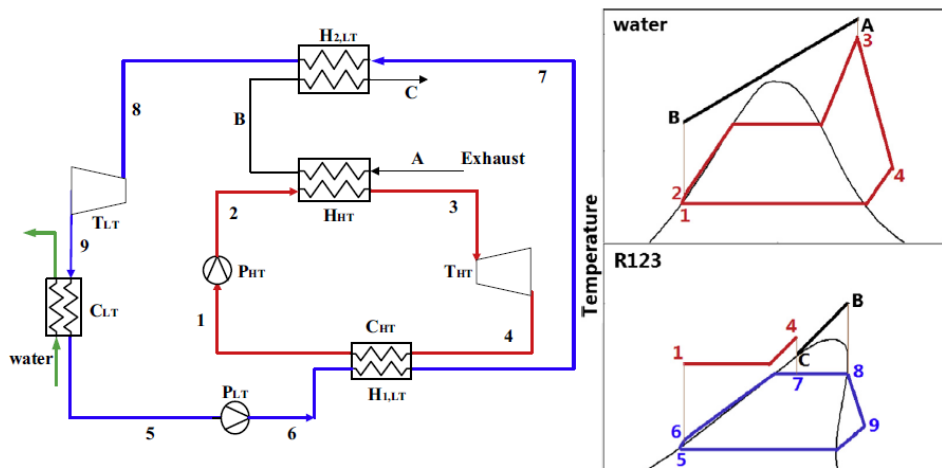 H2,LT
7
8
C
B
A
Exhaust
2
HHT
3
TLT
9
PHT
THT
CLT
1
CHT
4
water
H1,LT
PLT
5
6
Temperature
water
A
3
B
4
2
1
R123
B
4
1
C
7
8
6
9
5